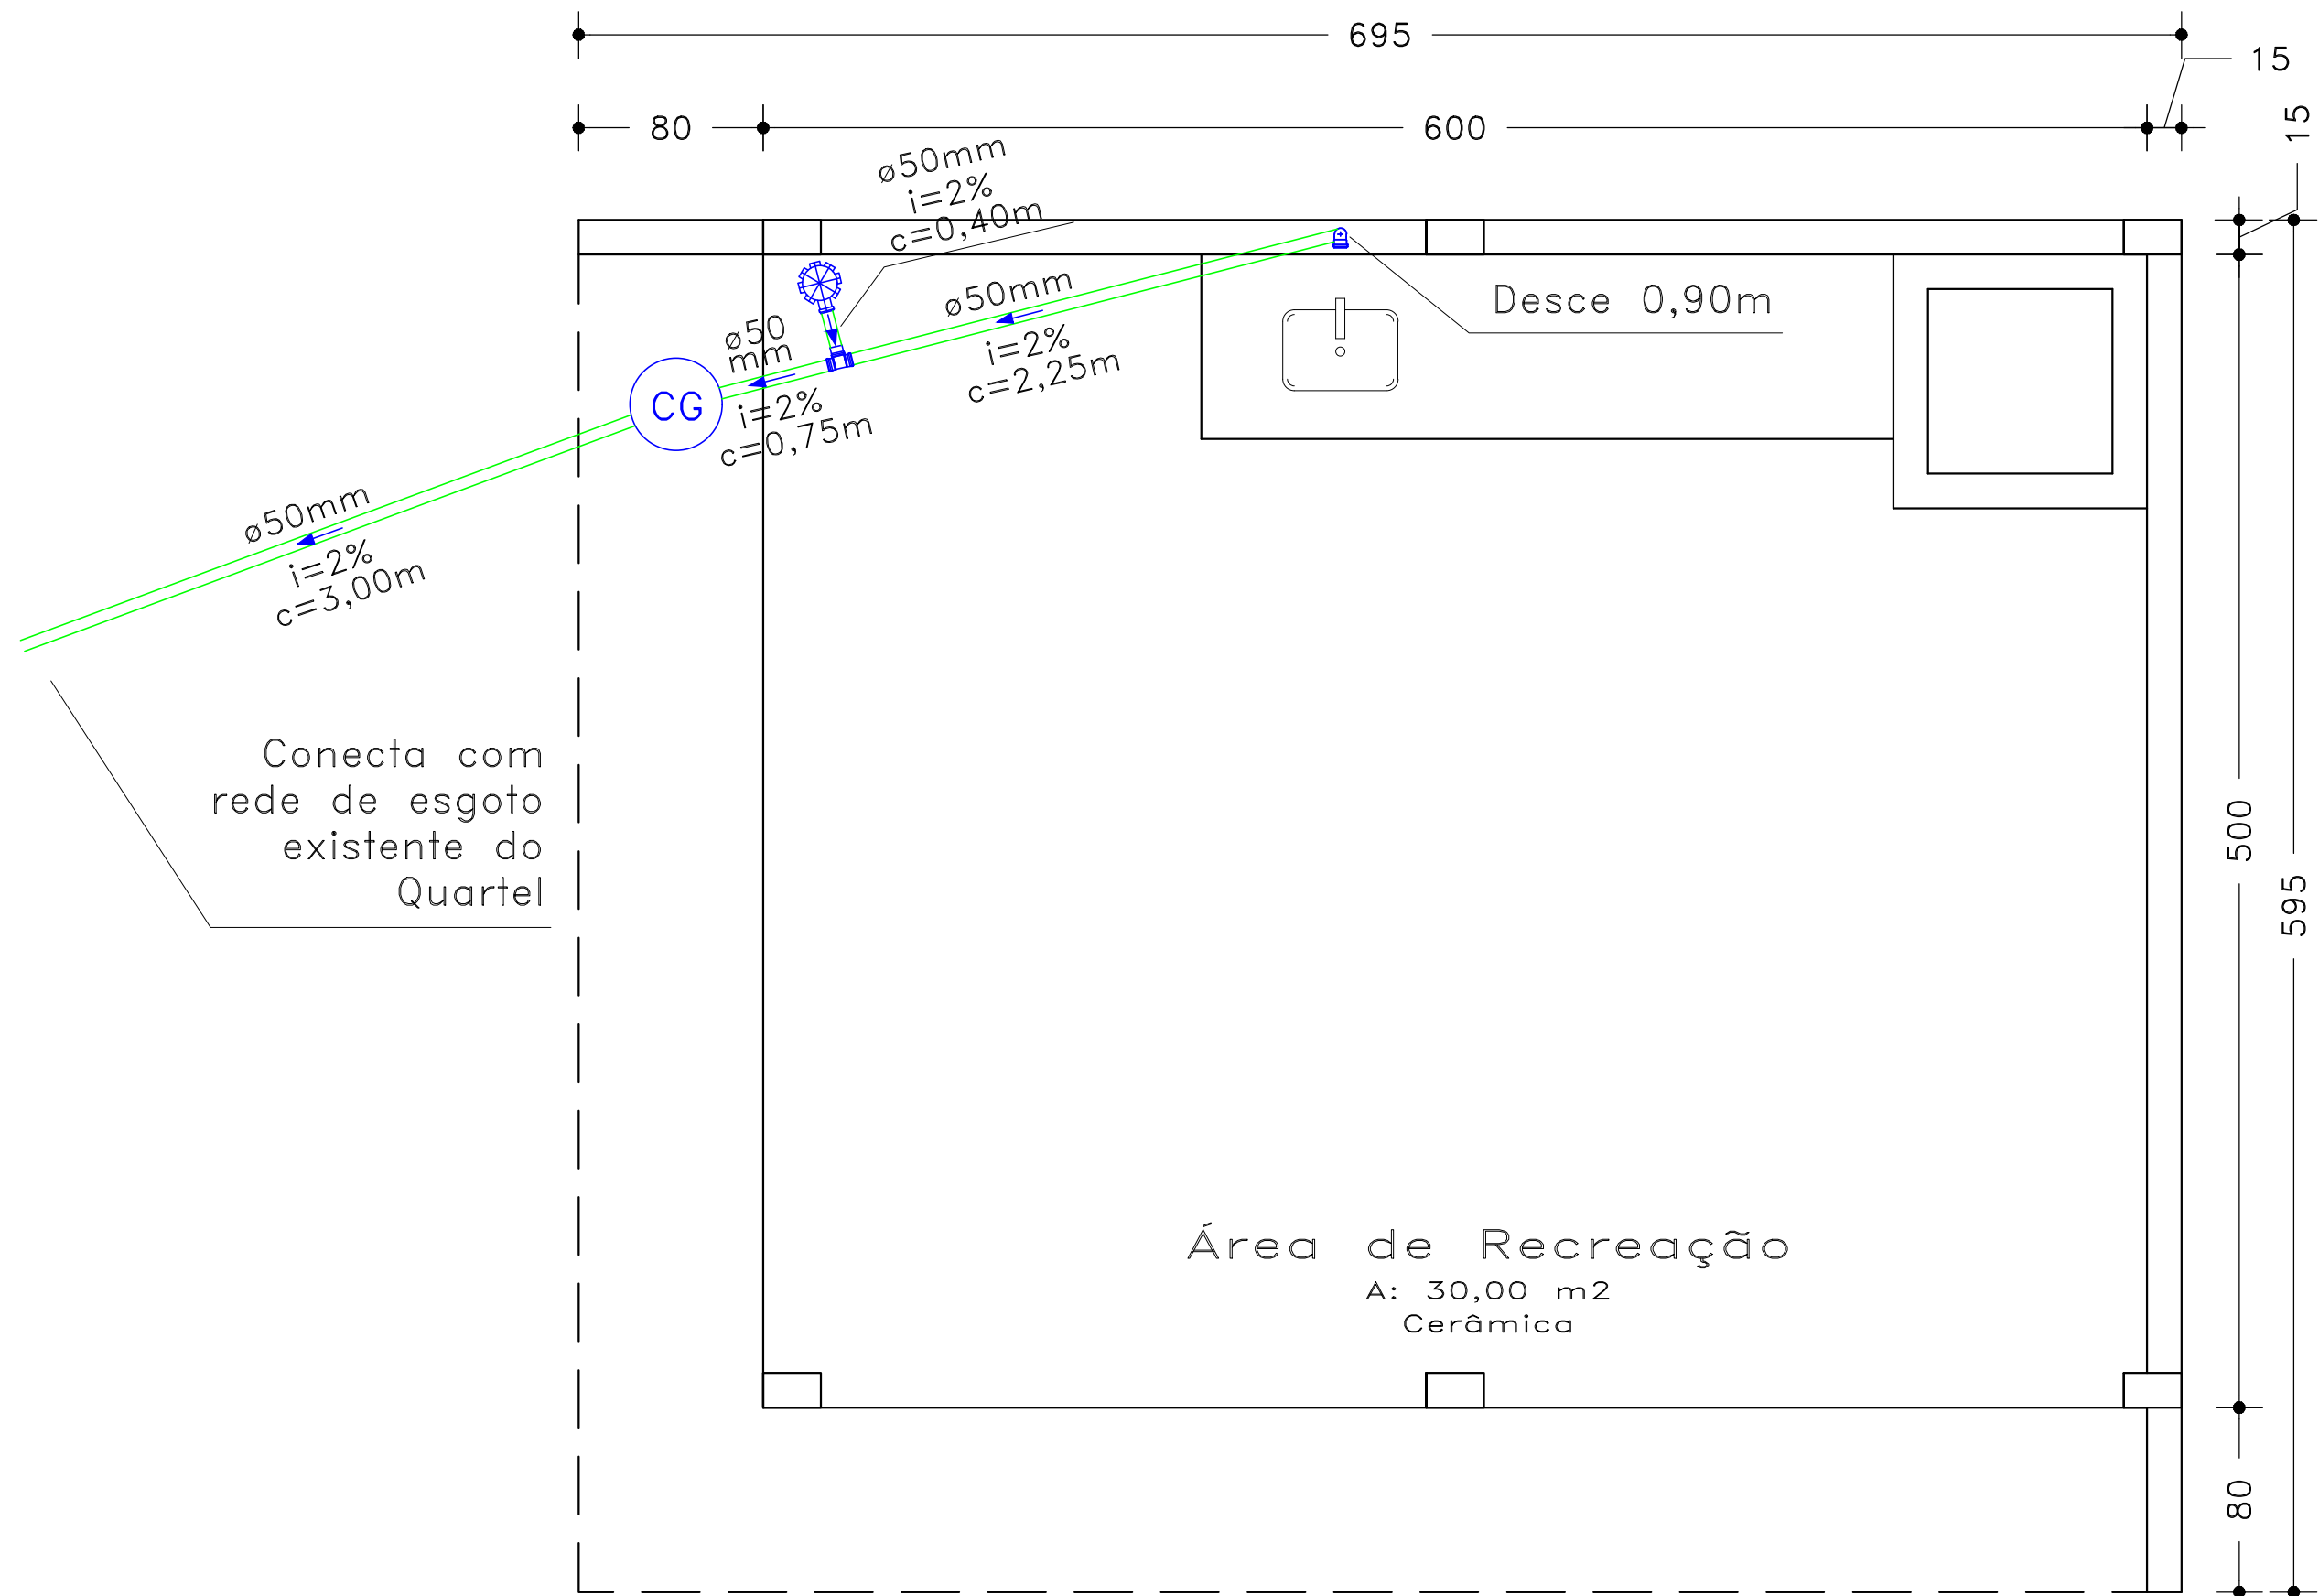 695
15
80
600
15
ø50mm
i=2%
c=0,40m
ø50mm
i=2%
c=2,25m
Desce 0,90m
ø50
mm
i=2%
c=0,75m
CG
ø50mm
i=2%
c=3,00m
Conecta com
rede de esgoto
existente do
Quartel
500
595
Área de Recreação
A: 30,00 m2
Cerâmica
80